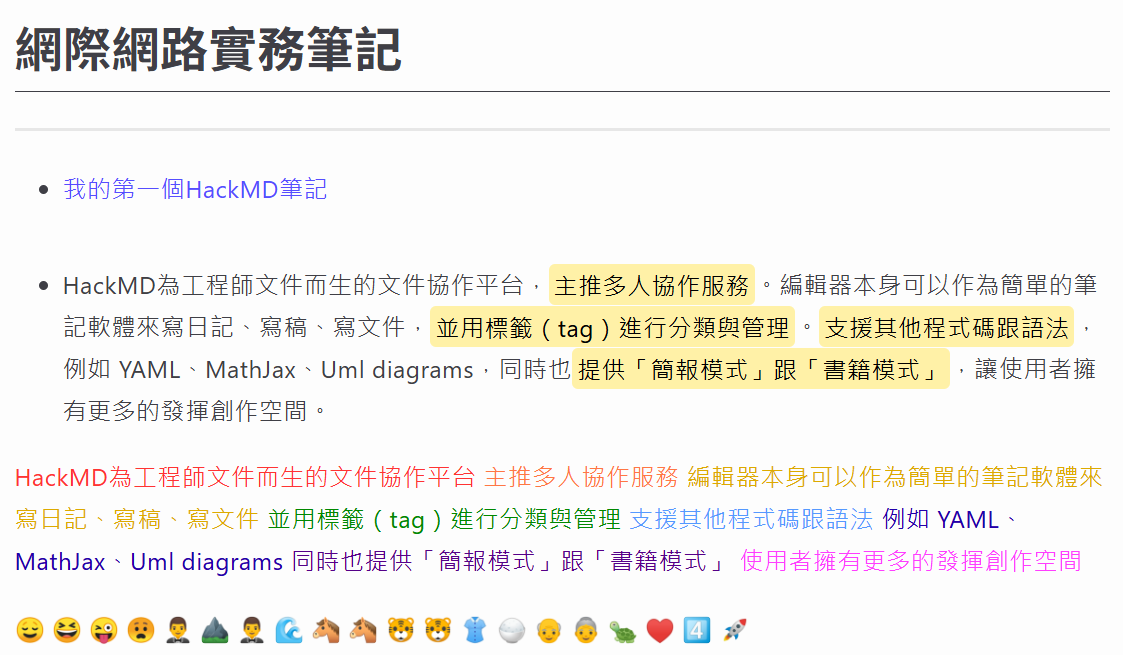 網際網路實務筆記
我的第一個HackMD筆記
HackMD為工程師文件而生的文件協作平台，主推多人協作服務。編輯器本身可以作為簡單的筆
記軟體來寫日記、寫稿、寫文件，並用標籤（tag）進行分類與管理。支援其他程式碼跟語法，
例如 YAML、MathJax、Uml diagrams，同時也提供「簡報模式」跟「書籍模式」，讓使用者擁
有更多的發揮創作空間。
HackMD為工程師文件而生的文件協作平台 主推多人協作服務 編輯器本身可以作為簡單的筆記軟體來
寫日記、寫稿、寫文件 並用標籤（tag）進行分類與管理 支援其他程式碼跟語法 例如 YAML、
MathJax、Uml diagrams 同時也提供「簡報模式」跟「書籍模式」 使用者擁有更多的發揮創作空間
4